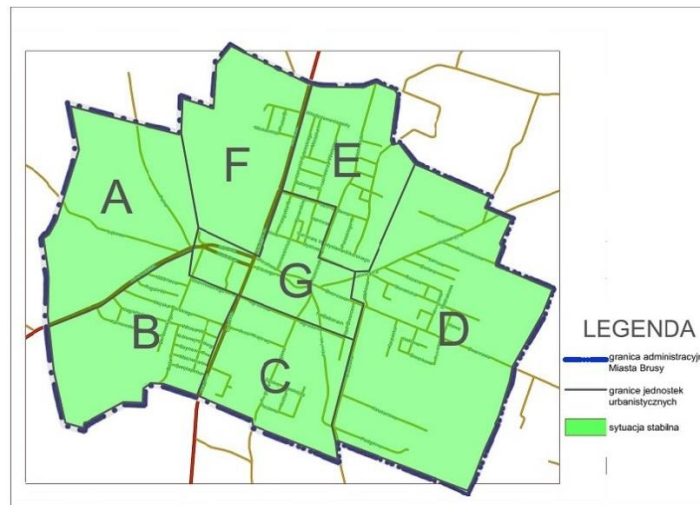 F
E
A
G
B
D
C
LEGENDA
granica administracyjna
Miasta Brusy
granice jednostek
urbanistycznych
sytuacja stabilna